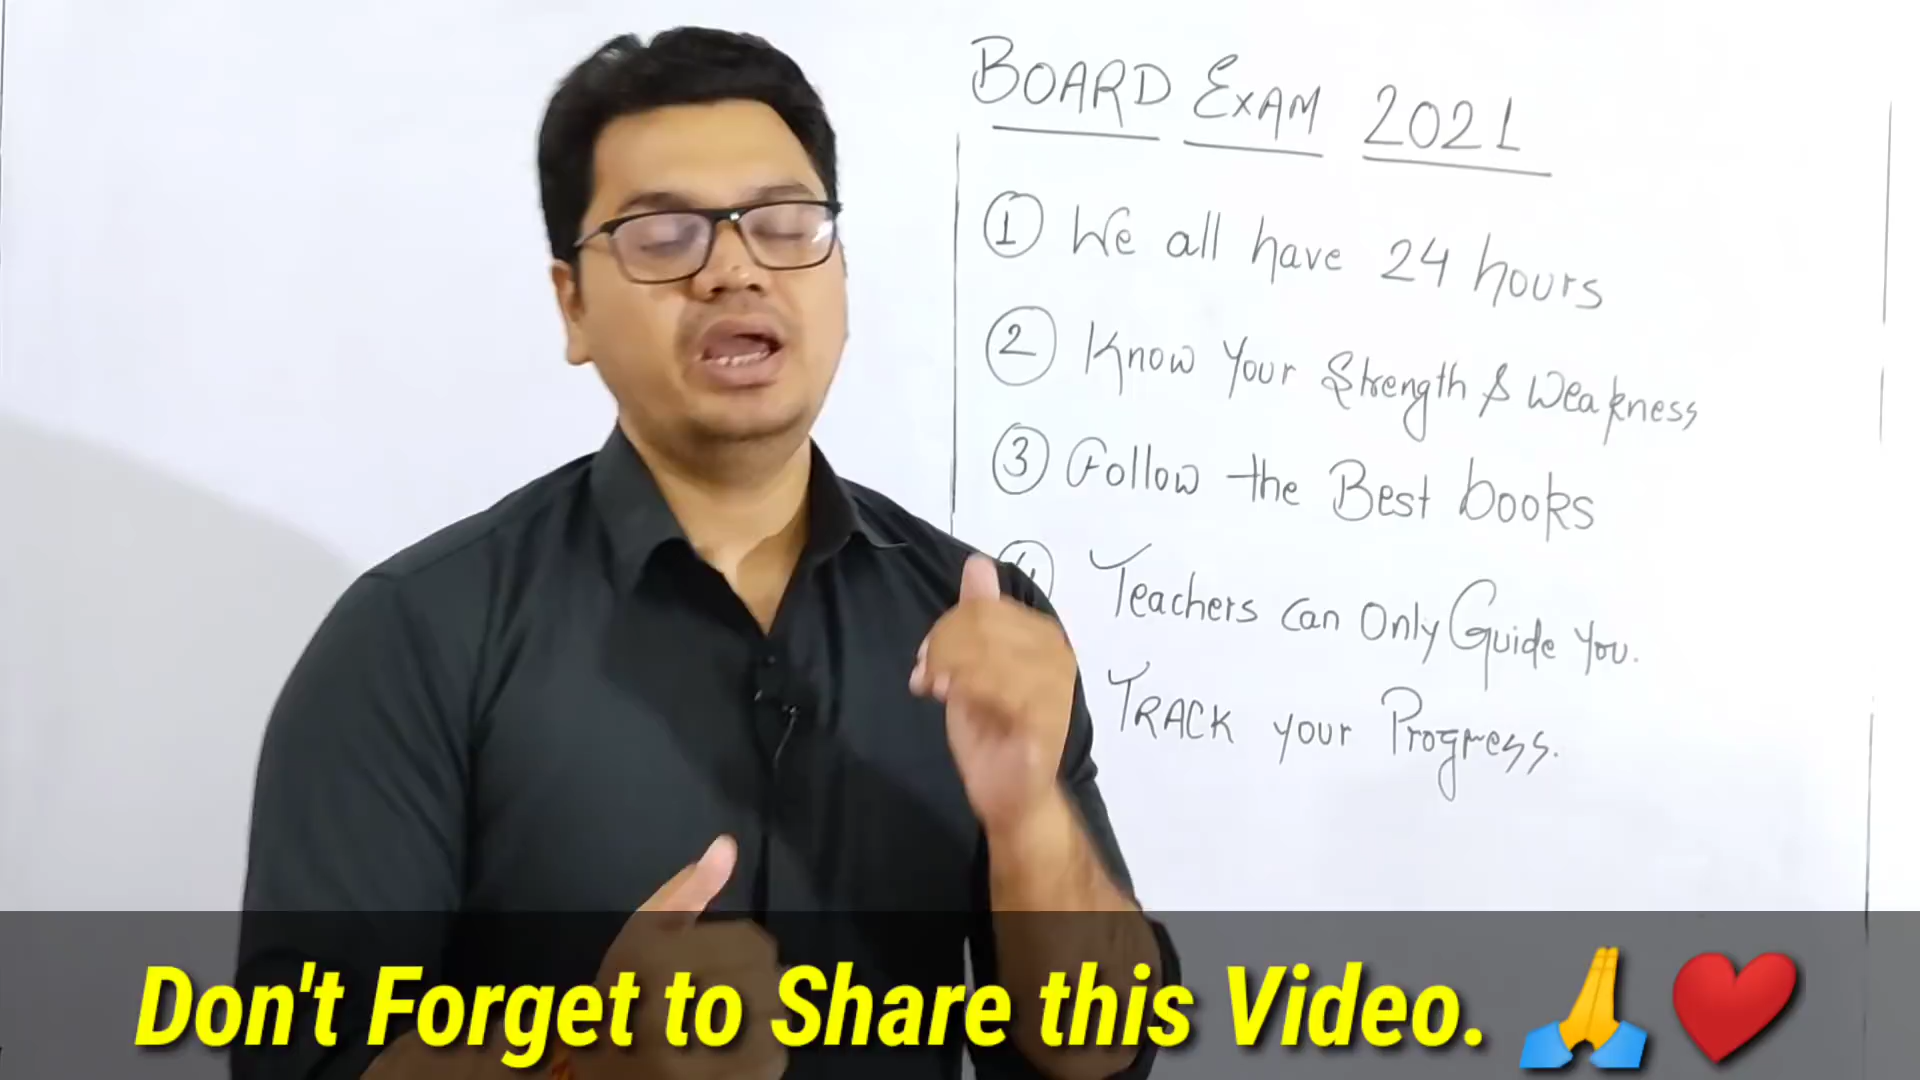 BOARD EXAM 2021
1 We all have 24 hours
2 Know Your Strength & Weakness
3 Follow the Best books
4 Teachers Can Only Guide You.
TRACK your Progress.
Don't Forget to Share this Video. 🙏❤️